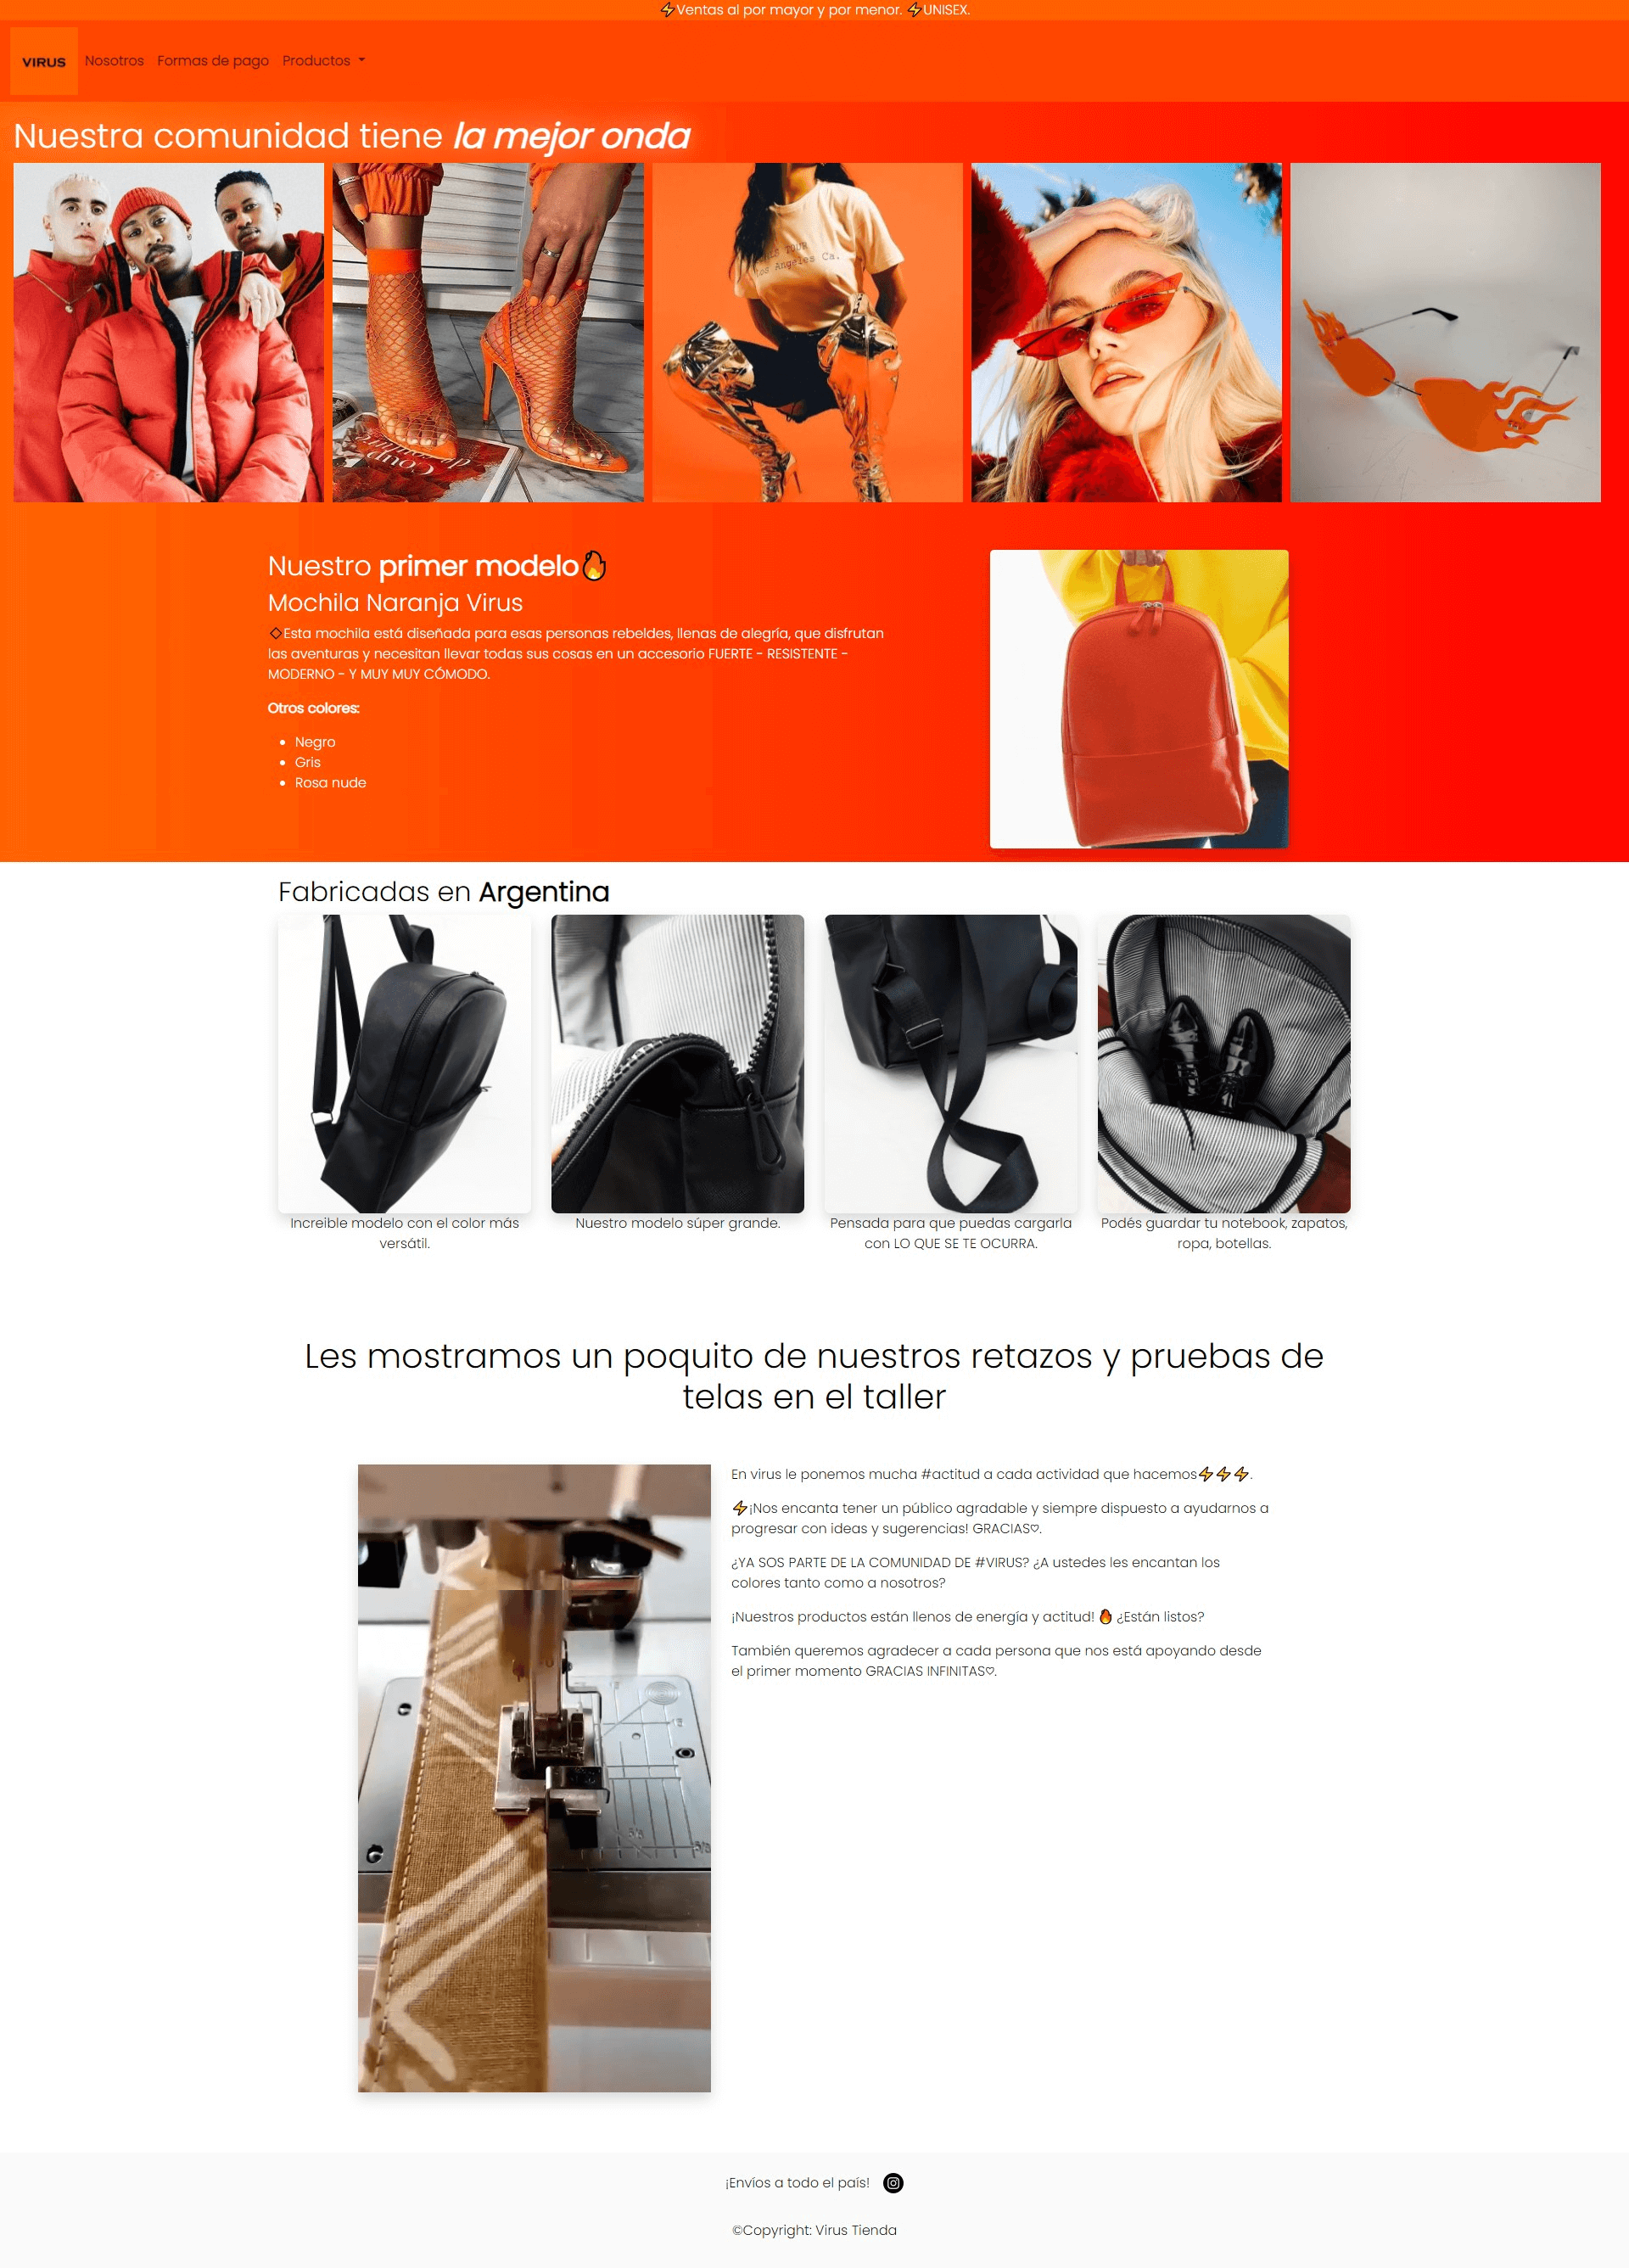 ⚡Ventas al por mayor y por menor. ⚡UNISEX.
VIRUS
Nosotros
Formas de pago
Productos
Nuestra comunidad tiene la mejor onda
Los Angeles Ca.
Nuestro primer modelo🔥
Mochila Naranja Virus
◇Esta mochila está diseñada para esas personas rebeldes, llenas de alegría, que disfrutan
las aventuras y necesitan llevar todas sus cosas en un accesorio FUERTE - RESISTENTE -
MODERNO - Y MUY MUY CÓMODO.
Otros colores:
• Negro
• Gris
• Rosa nude
Fabricadas en Argentina
Increible modelo con el color más
versátil.
Nuestro modelo súper grande.
Pensada para que puedas cargarla
con LO QUE SE TE OCURRA.
Podés guardar tu notebook, zapatos,
ropa, botellas.
Les mostramos un poquito de nuestros retazos y pruebas de
telas en el taller
En virus le ponemos mucha #actitud a cada actividad que hacemos⚡⚡⚡.
⚡¡Nos encanta tener un público agradable y siempre dispuesto a ayudarnos a
progresar con ideas y sugerencias! GRACIAS♡.
¿YA SOS PARTE DE LA COMUNIDAD DE #VIRUS? ¿A ustedes les encantan los
colores tanto como a nosotros?
¡Nuestros productos están llenos de energía y actitud! 🔥 ¿Están listos?
También queremos agradecer a cada persona que nos está apoyando desde
el primer momento GRACIAS INFINITAS♡.
¡Envíos a todo el país!
©Copyright: Virus Tienda